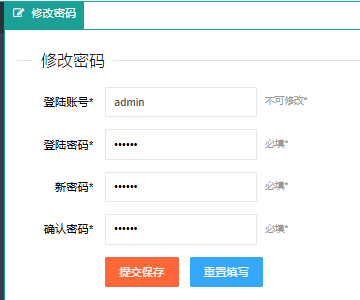 修改密码
修改密码
登陆账号* admin 不可修改*
登陆密码* •••••• 必填*
新密码* •••••• 必填*
确认密码* •••••• 必填*
提交保存 重置填写